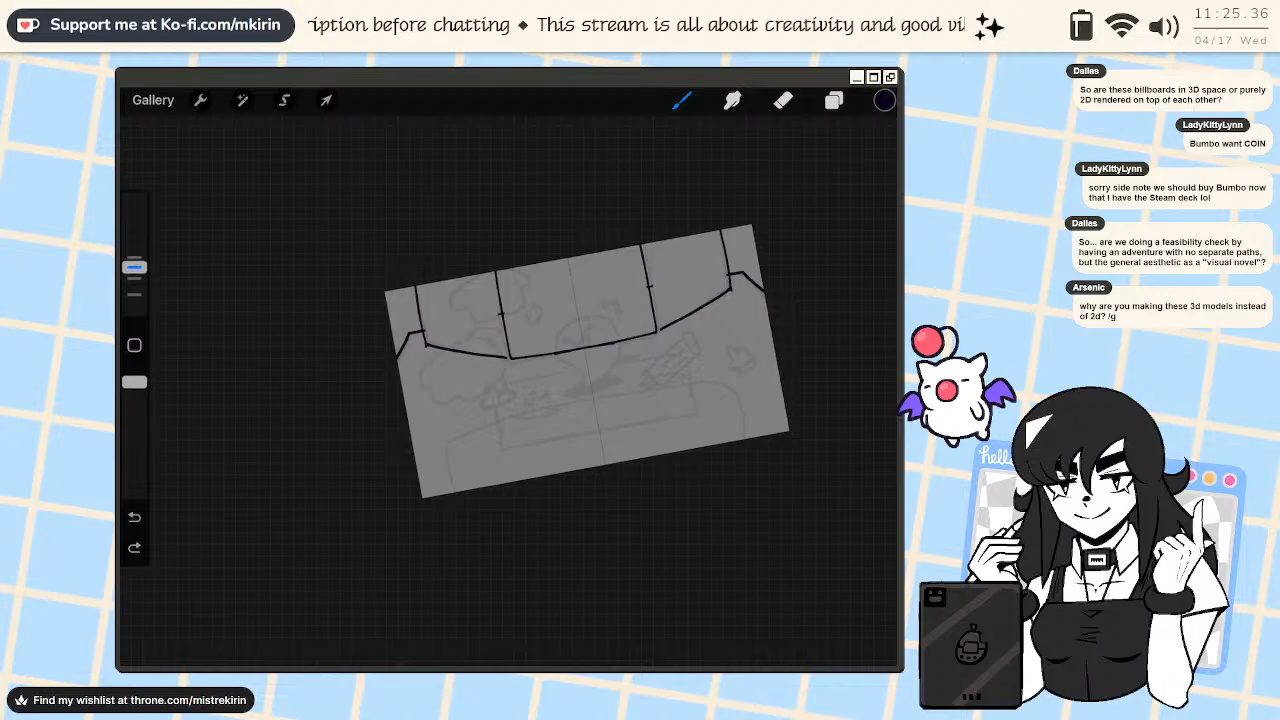 Support me at Ko-fi.com/mkirin
ription before chatting ◆ This stream is all about creativity and good vi
11:25.36
04/17 Wed
Gallery
Dallas
So are these billboards in 3D space or purely
2D rendered on top of each other?
LadyKittyLynn
Bumbo want COIN
LadyKittyLynn
sorry side note we should buy Bumbo now
that I have the Steam deck lol
Dallas
So... are we doing a feasibility check by
having an adventure with no separate paths,
but the general aesthetic as a "visual novel"?
Arsenic
why are you making these 3d models instead
of 2d? /g
hello
Find my wishlist at throne.com/mistrekirin